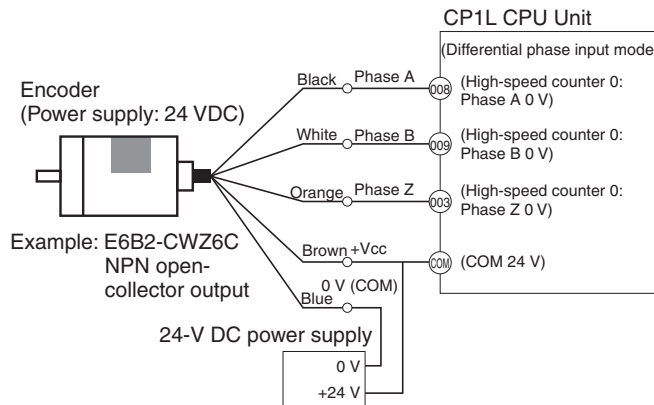 CP1L CPU Unit
(Differential phase input mode
Encoder
(Power supply: 24 VDC)
Black Phase A 008 (High-speed counter 0:
Phase A 0 V)
White Phase B 009 (High-speed counter 0:
Phase B 0 V)
Orange Phase Z 003 (High-speed counter 0:
Phase Z 0 V)
Example: E6B2-CWZ6C
NPN open-
collector output
Brown +Vcc COM (COM 24 V)
0 V (COM)
Blue
24-V DC power supply
0 V
+24 V